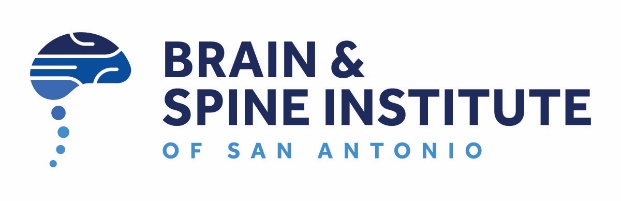 BRAIN &
SPINE INSTITUTE
OF SAN ANTONIO